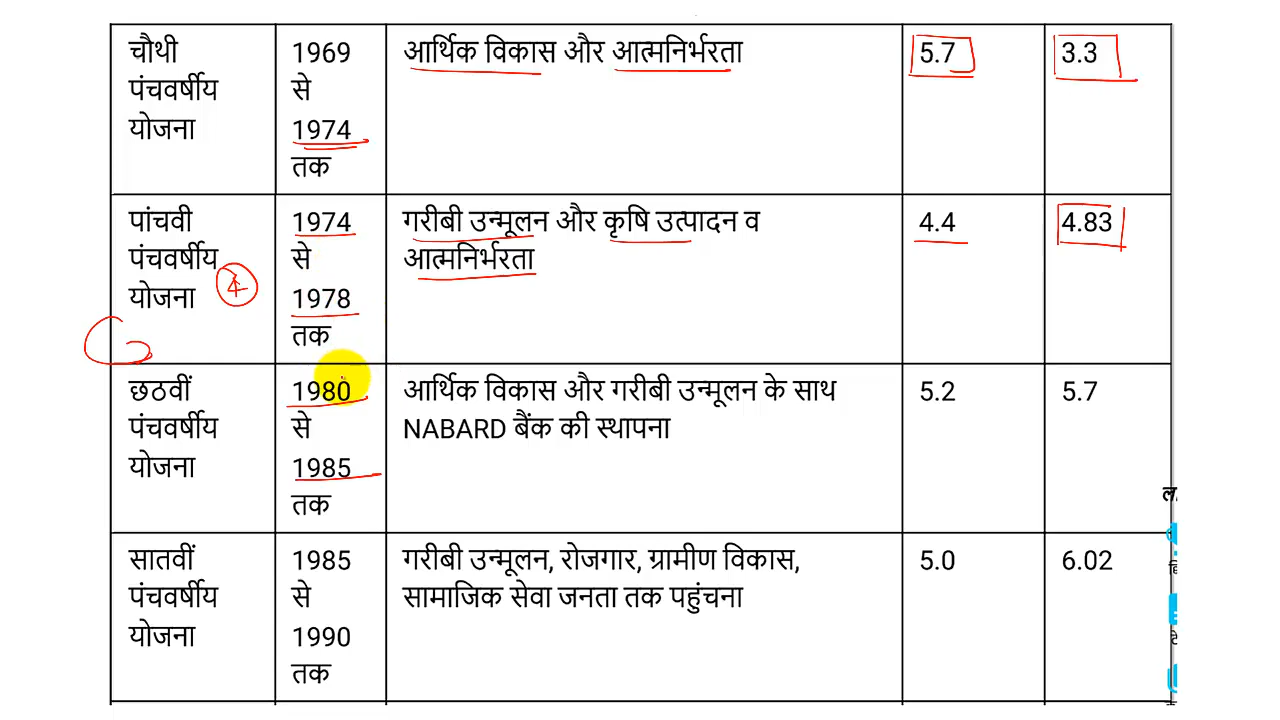 चौथी
पंचवर्षीय
योजना
1969
से
1974
तक
आर्थिक विकास और आत्मनिर्भरता
5.7
3.3
पांचवी
पंचवर्षीय
योजना
4
1974
से
1978
तक
गरीबी उन्मूलन और कृषि उत्पादन व
आत्मनिर्भरता
4.4
4.83
छठवीं
पंचवर्षीय
योजना
1980
से
1985
तक
आर्थिक विकास और गरीबी उन्मूलन के साथ
NABARD बैंक की स्थापना
5.2
5.7
सातवीं
पंचवर्षीय
योजना
1985
से
1990
तक
गरीबी उन्मूलन, रोजगार, ग्रामीण विकास,
सामाजिक सेवा जनता तक पहुंचना
5.0
6.02